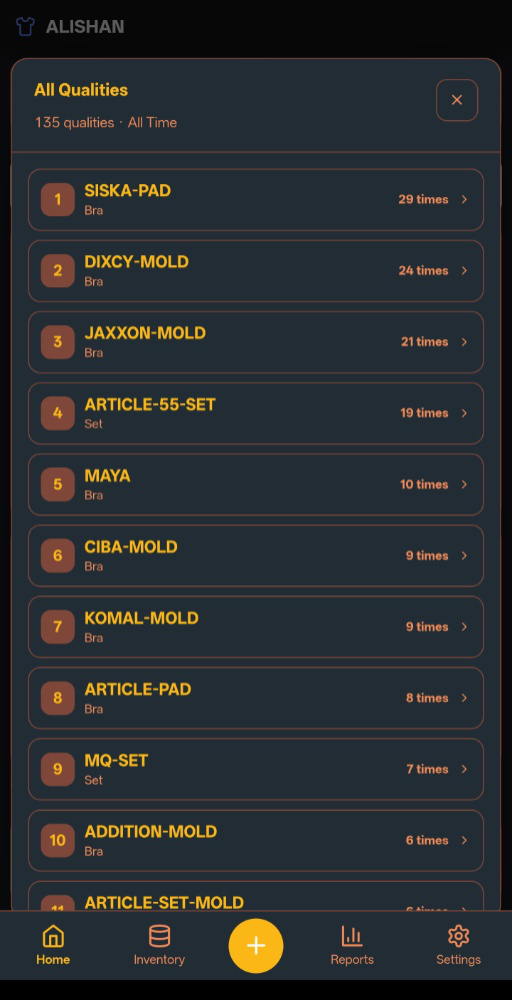 ALISHAN
All Qualities
135 qualities · All Time
1
SISKA-PAD
Bra
29 times
2
DIXCY-MOLD
Bra
24 times
3
JAXXON-MOLD
Bra
21 times
4
ARTICLE-55-SET
Set
19 times
5
MAYA
Bra
10 times
6
CIBA-MOLD
Bra
9 times
7
KOMAL-MOLD
Bra
9 times
8
ARTICLE-PAD
Bra
8 times
9
MQ-SET
Set
7 times
10
ADDITION-MOLD
Bra
6 times
11
ARTICLE-SET-MOLD
6 times
Home
Inventory
Reports
Settings